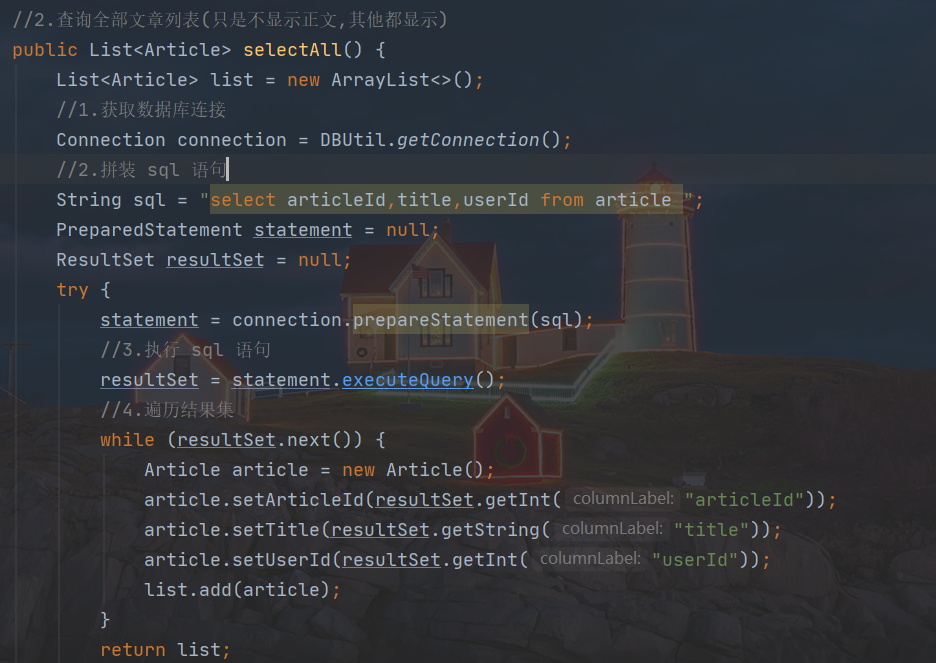 //2.查询全部文章列表(只是不显示正文,其他都显示)
public List<Article> selectAll() {
    List<Article> list = new ArrayList<>();
    //1.获取数据库连接
    Connection connection = DBUtil.getConnection();
    //2.拼装 sql 语句
    String sql = "select articleId,title,userId from article ";
    PreparedStatement statement = null;
    ResultSet resultSet = null;
    try {
        statement = connection.prepareStatement(sql);
        //3.执行 sql 语句
        resultSet = statement.executeQuery();
        //4.遍历结果集
        while (resultSet.next()) {
            Article article = new Article();
            article.setArticleId(resultSet.getInt( columnLabel: "articleId"));
            article.setTitle(resultSet.getString( columnLabel: "title"));
            article.setUserId(resultSet.getInt( columnLabel: "userId"));
            list.add(article);
        }
        return list;